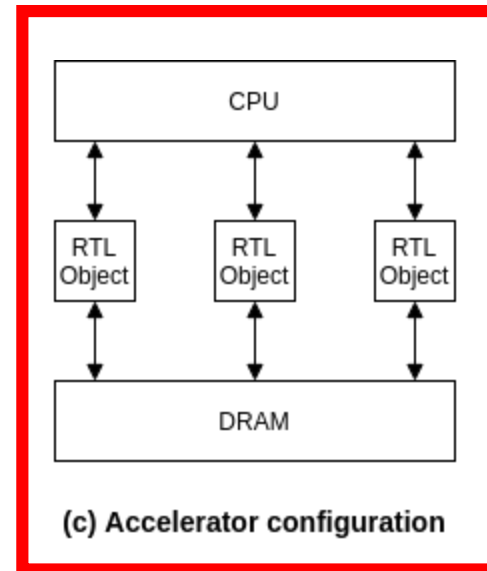 CPU
RTL
Object
RTL
Object
RTL
Object
DRAM
(c) Accelerator configuration